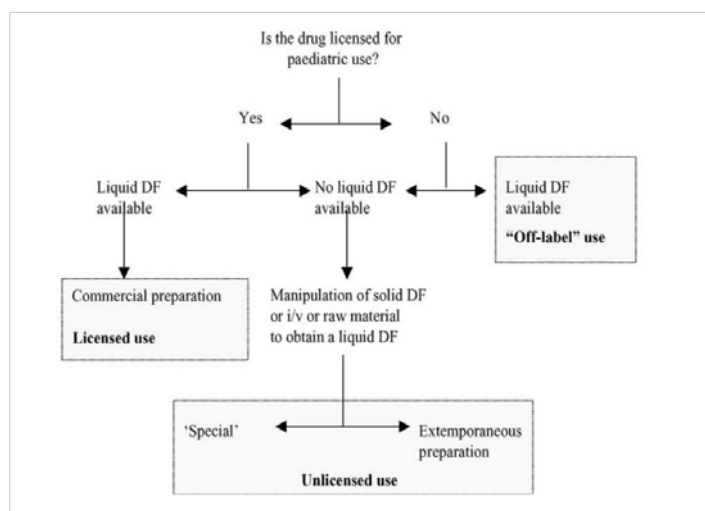 Is the drug licensed for
paediatric use?
Yes
No
Liquid DF
available
No liquid DF
available
Liquid DF
available
“Off-label” use
Commercial preparation
Licensed use
Manipulation of solid DF
or i/v or raw material
to obtain a liquid DF
‘Special’
Extemporaneous
preparation
Unlicensed use